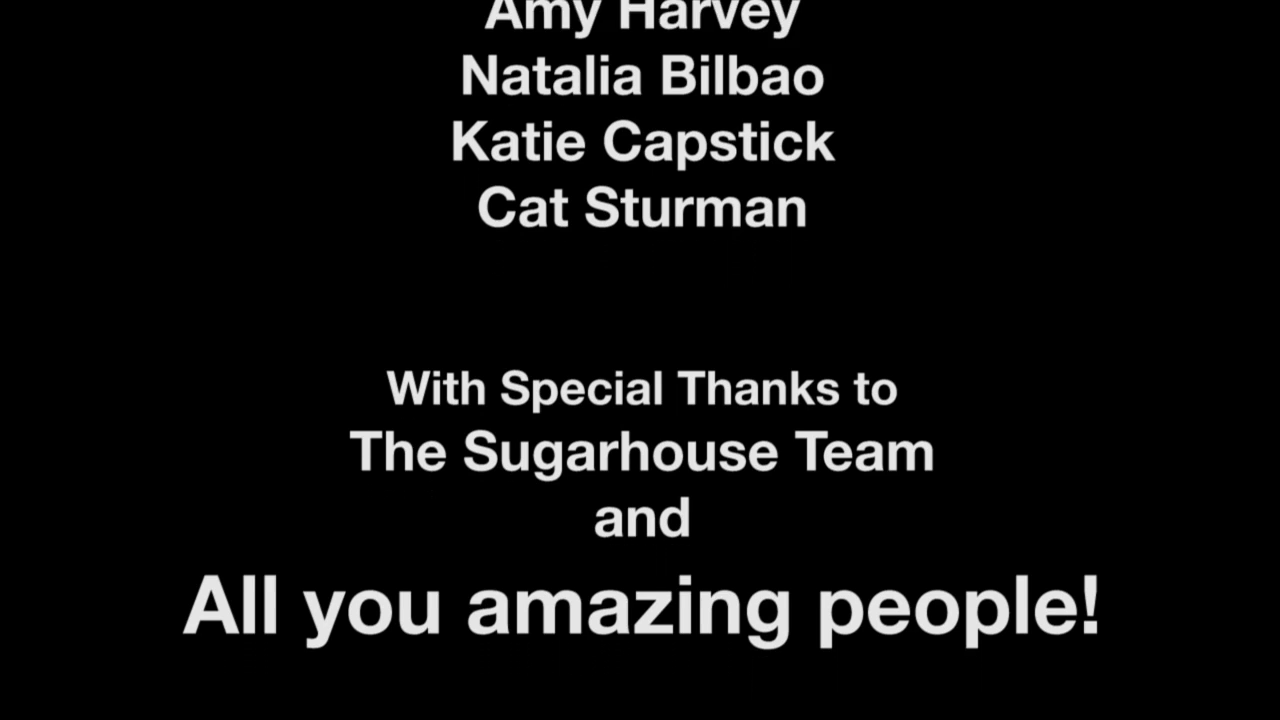 Amy Harvey
Natalia Bilbao
Katie Capstick
Cat Sturman
With Special Thanks to
The Sugarhouse Team
and
All you amazing people!